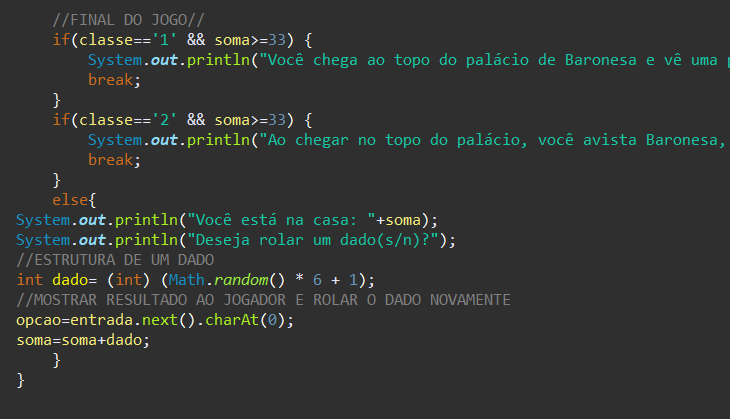 //FINAL DO JOGO//
if(classe=='1' && soma>=33) {
System.out.println("Você chega ao topo do palácio de Baronesa e vê uma
break;
}
if(classe=='2' && soma>=33) {
System.out.println("Ao chegar no topo do palácio, você avista Baronesa,
break;
}
else{
System.out.println("Você está na casa: "+soma);
System.out.println("Deseja rolar um dado(s/n)?");
//ESTRUTURA DE UM DADO
int dado= (int) (Math.random() * 6 + 1);
//MOSTRAR RESULTADO AO JOGADOR E ROLAR O DADO NOVAMENTE
opcao=entrada.next().charAt(0);
soma=soma+dado;
}
}